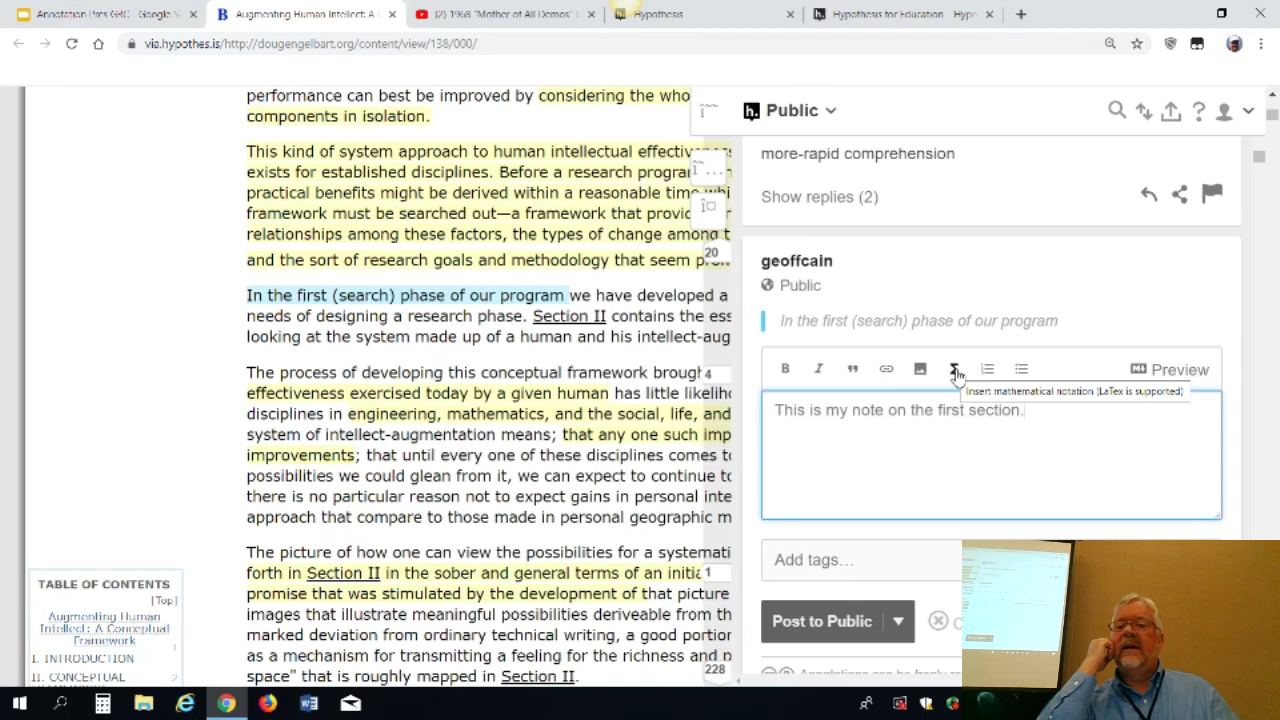 Annotation Pres GRC - Google S
Augmenting Human Intellect: A C
(2) 1968 "Mother of All Demos"
Hypothesis
Hypothesis for Education - Hyp
via.hypothes.is/http://dougengelbart.org/content/view/138/000/
performance can best be improved by considering the who
components in isolation.
This kind of system approach to human intellectual effectiv
exists for established disciplines. Before a research progra
practical benefits might be derived within a reasonable time whi
framework must be searched out—a framework that provi
relationships among these factors, the types of change among t
and the sort of research goals and methodology that seem pr
In the first (search) phase of our program we have developed a
needs of designing a research phase. Section II contains the ess
looking at the system made up of a human and his intellect-aug
The process of developing this conceptual framework brough
effectiveness exercised today by a given human has little likelih
disciplines in engineering, mathematics, and the social, life, and
system of intellect-augmentation means; that any one such imp
improvements; that until every one of these disciplines comes to
possibilities we could glean from it, we can expect to continue to
there is no particular reason not to expect gains in personal inte
approach that compare to those made in personal geographic m
The picture of how one can view the possibilities for a systemati
forth in Section II in the sober and general terms of an initia
promise that was stimulated by the development of that picture
images that illustrate meaningful possibilities deriveable from th
marked deviation from ordinary technical writing, a good portion
as a mechanism for transmitting a feeling for the richness and n
space" that is roughly mapped in Section II.
TABLE OF CONTENTS
[Top]
Augmenting Human
Intellect: A Conceptual
Framework
1
I. INTRODUCTION
II. CONCEPTUAL
2
20
4
1
228
Public
more-rapid comprehension
Show replies (2)
geoffcain
Public
In the first (search) phase of our program
B I
Preview
Insert mathematical notation (LaTex is supported)
This is my note on the first section.
Add tags…
Post to Public
C